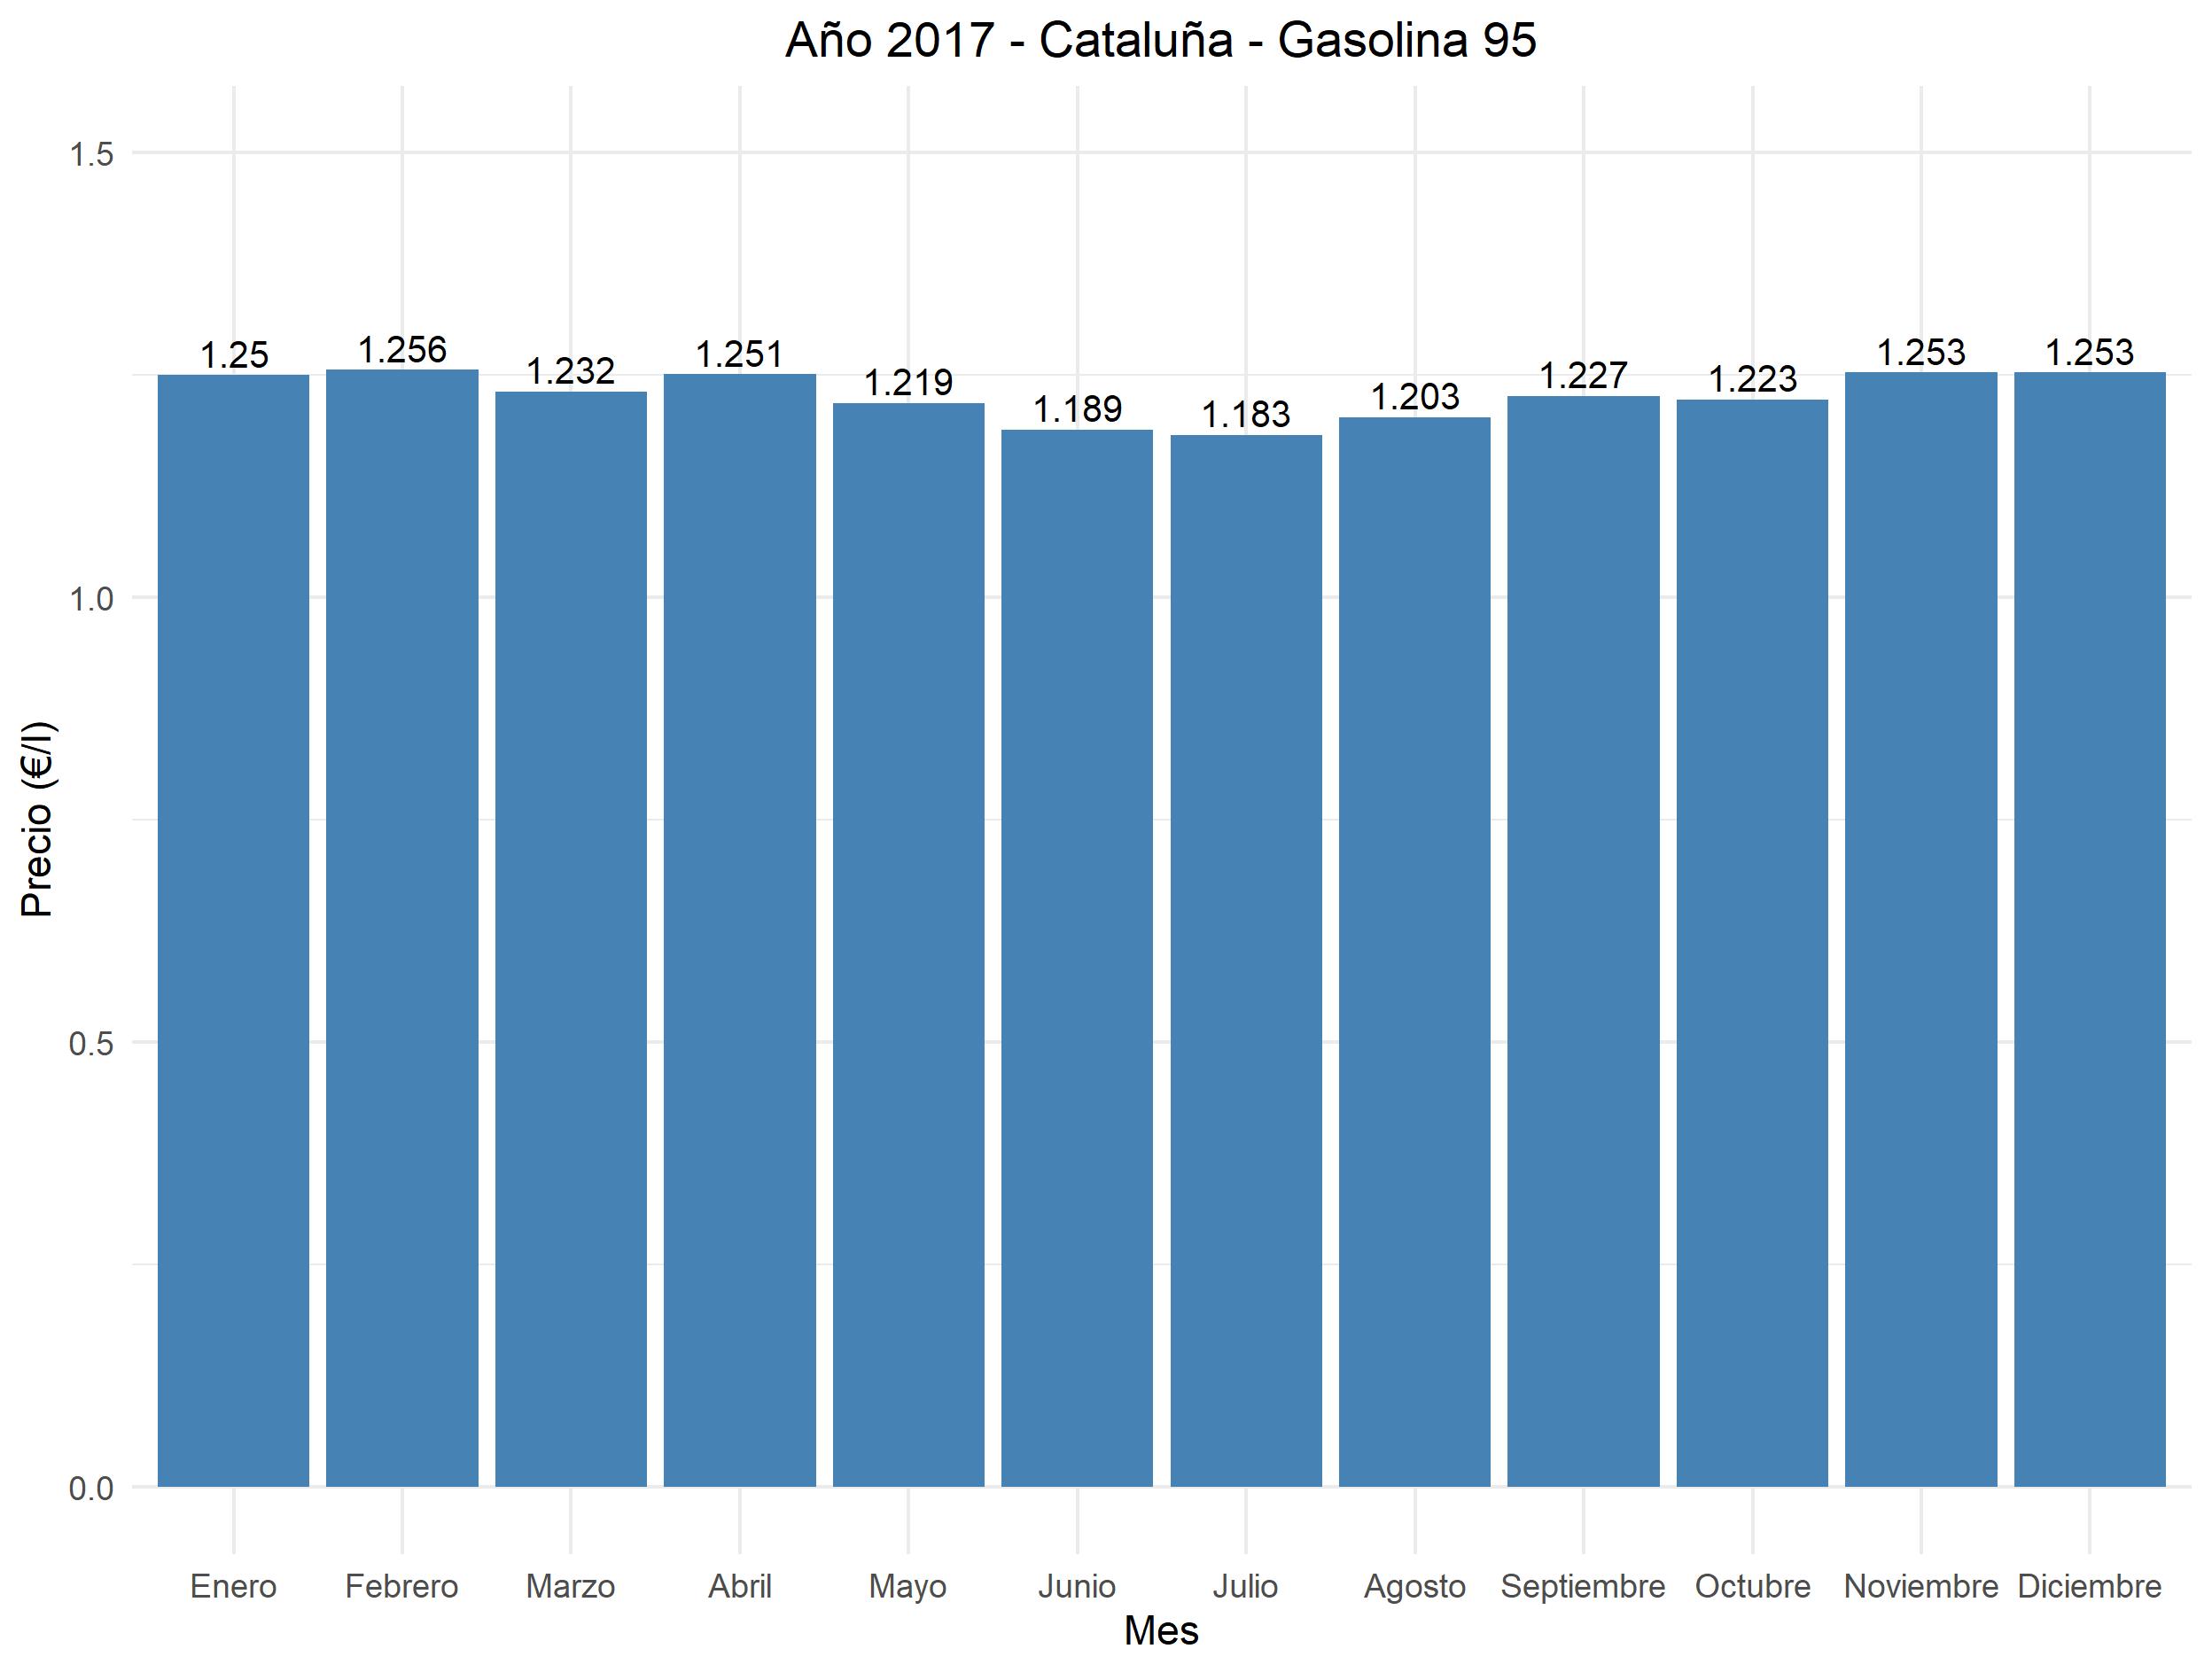 Año 2017 - Cataluña - Gasolina 95
1.5
1.0
0.5
0.0
Precio (€/l)
1.25
1.256
1.232
1.251
1.219
1.189
1.183
1.203
1.227
1.223
1.253
1.253
Enero
Febrero
Marzo
Abril
Mayo
Junio
Julio
Agosto
Septiembre
Octubre
Noviembre
Diciembre
Mes